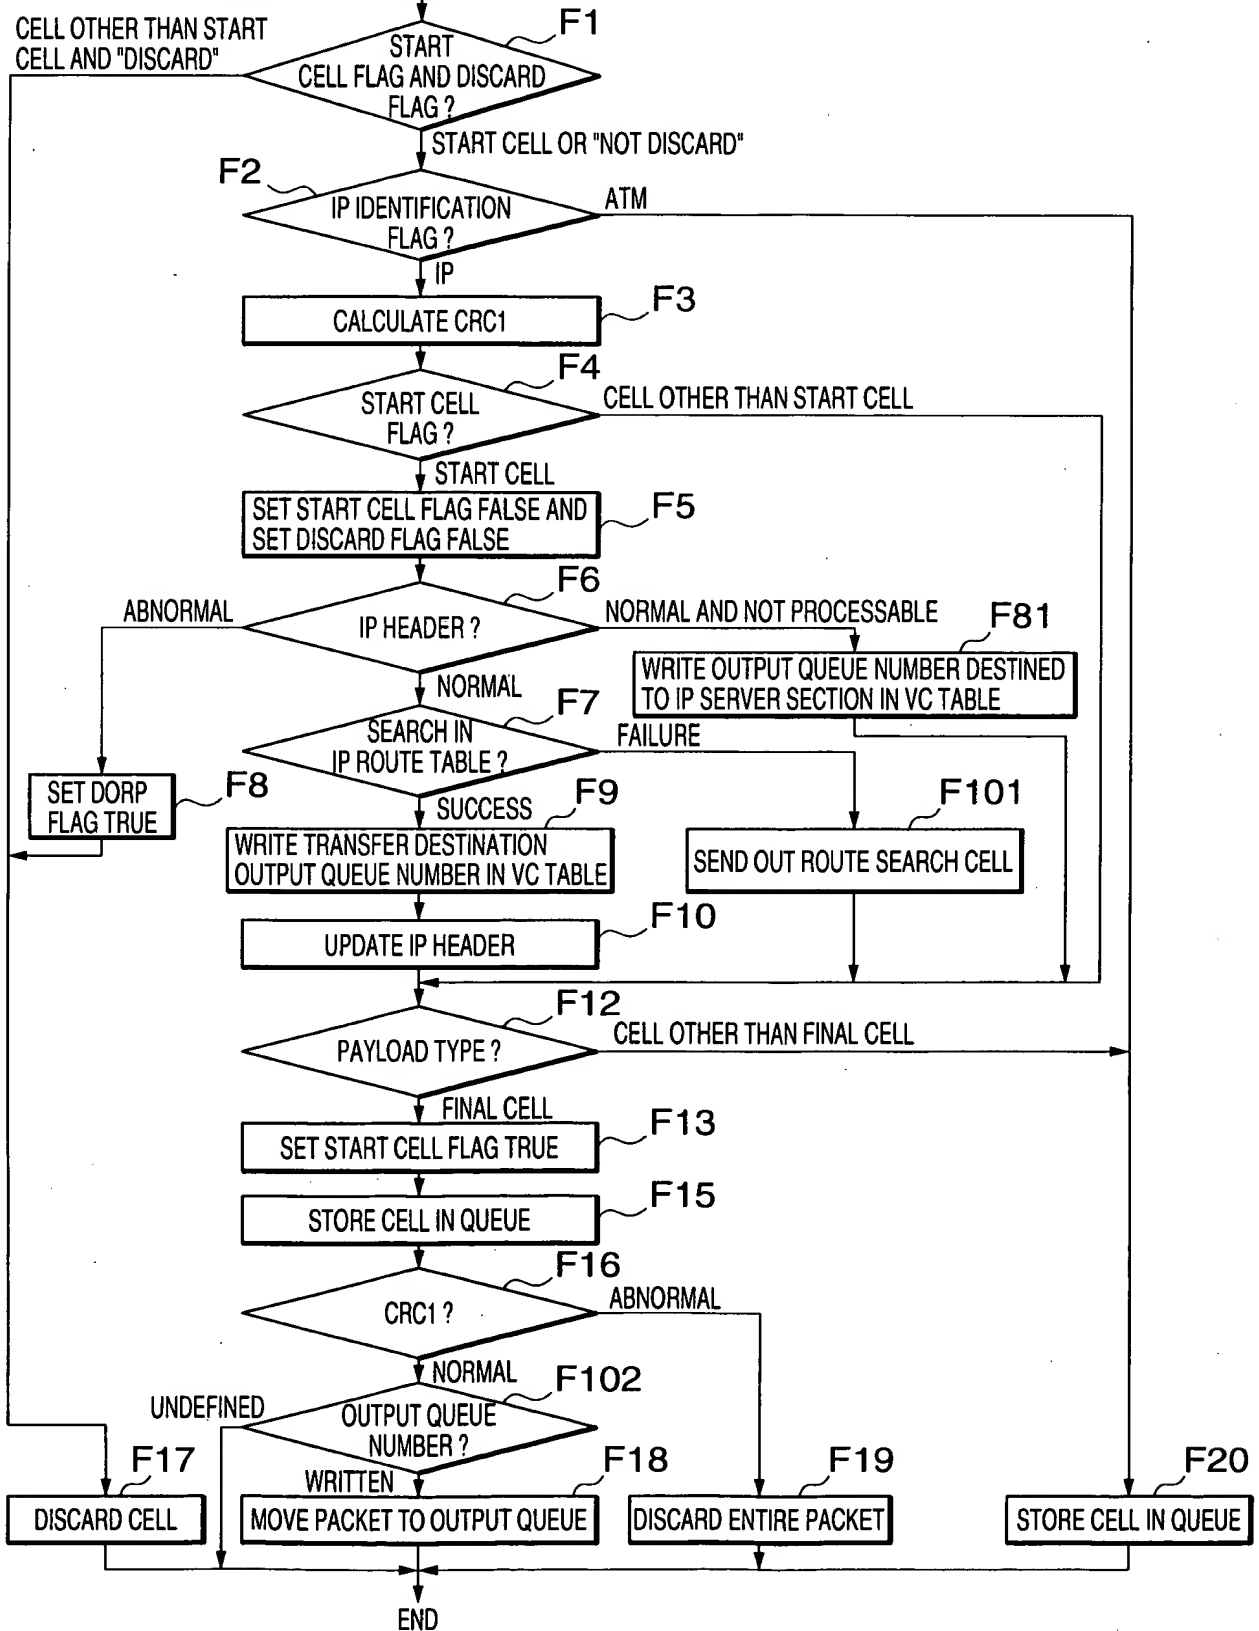 CELL OTHER THAN START
CELL AND "DISCARD"
F1
START
CELL FLAG AND DISCARD
FLAG ?
START CELL OR "NOT DISCARD"
F2
IP IDENTIFICATION
FLAG ?
ATM
IP
F3
CALCULATE CRC1
F4
START CELL
FLAG ?
CELL OTHER THAN START CELL
START CELL
F5
SET START CELL FLAG FALSE AND
SET DISCARD FLAG FALSE
F6
ABNORMAL
IP HEADER ?
NORMAL AND NOT PROCESSABLE
F81
WRITE OUTPUT QUEUE NUMBER DESTINED
TO IP SERVER SECTION IN VC TABLE
NORMAL
F7
SEARCH IN
IP ROUTE TABLE ?
FAILURE
F8
SET DORP
FLAG TRUE
SUCCESS
F9
WRITE TRANSFER DESTINATION
OUTPUT QUEUE NUMBER IN VC TABLE
F101
SEND OUT ROUTE SEARCH CELL
F10
UPDATE IP HEADER
F12
PAYLOAD TYPE ?
CELL OTHER THAN FINAL CELL
FINAL CELL
F13
SET START CELL FLAG TRUE
F15
STORE CELL IN QUEUE
F16
CRC1 ?
ABNORMAL
NORMAL
F102
UNDEFINED
OUTPUT QUEUE
NUMBER ?
WRITTEN
F17
DISCARD CELL
F18
MOVE PACKET TO OUTPUT QUEUE
F19
DISCARD ENTIRE PACKET
F20
STORE CELL IN QUEUE
END